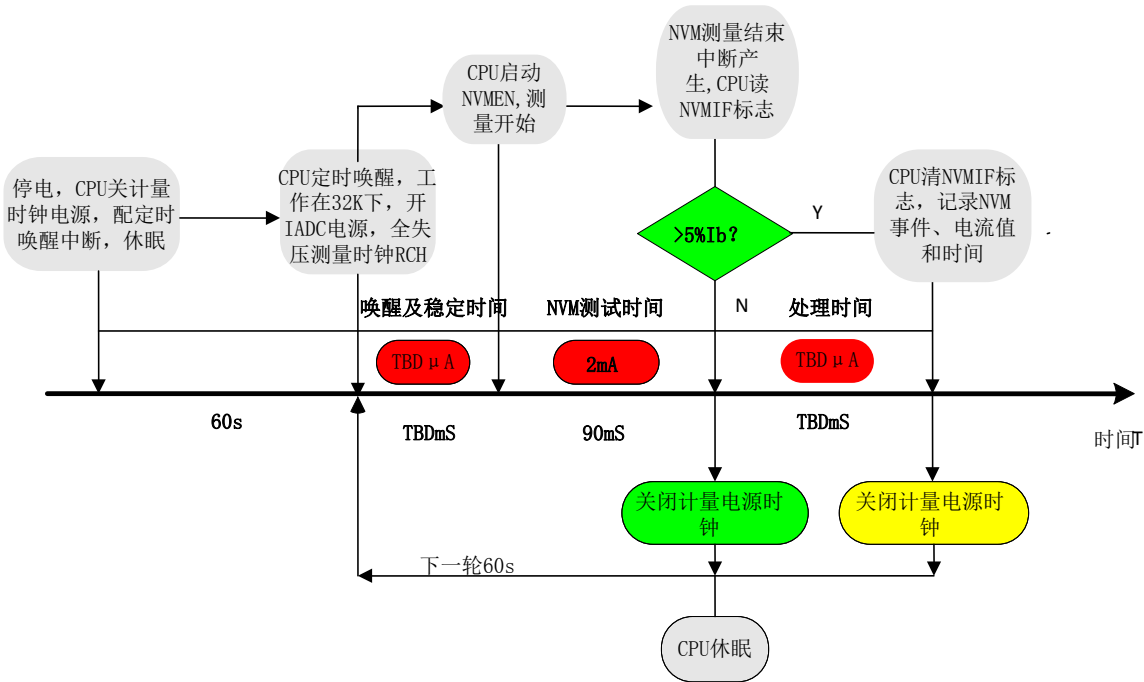 停电，CPU关计量
时钟电源，配定时
唤醒中断，休眠
CPU定时唤醒，工
作在32K下，开
IADC电源，全失
压测量时钟RCH
CPU启动
NVMEN,测
量开始
NVM测量结束
中断产
生,CPU读
NVMIF标志
>5%Ib？
Y
CPU清NVMIF标
志，记录NVM
事件、电流值
和时间
唤醒及稳定时间
NVM测试时间
N
处理时间
TBDμA
2mA
TBDμA
60s
TBDmS
90mS
TBDmS
时间T
关闭计量电源时
钟
关闭计量电源时
钟
下一轮60s
CPU休眠